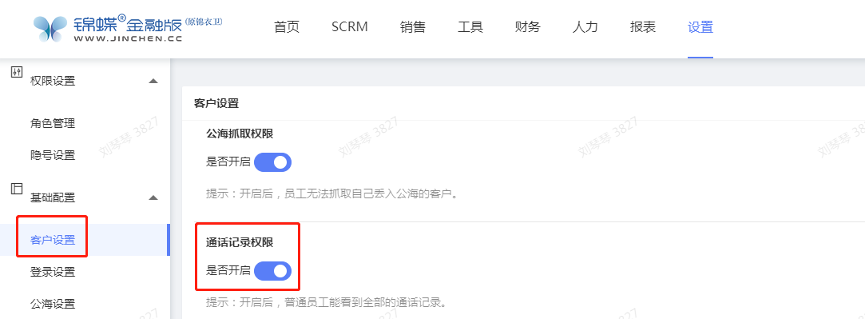 锦蝶®金融版(原锦衣卫)
WWW.JINCHEN.CC
首页 SCRM 销售 工具 财务 人力 报表 设置
权限设置
角色管理
隐号设置
基础配置
客户设置
登录设置
公海设置
客户设置
公海抓取权限
是否开启
提示：开启后，员工无法抓取自己丢入公海的客户。
通话记录权限
是否开启
提示：开启后，普通员工能看到全部的通话记录。
刘琴琴 3827
刘琴琴 3827
刘琴琴 3827
刘琴琴 3827